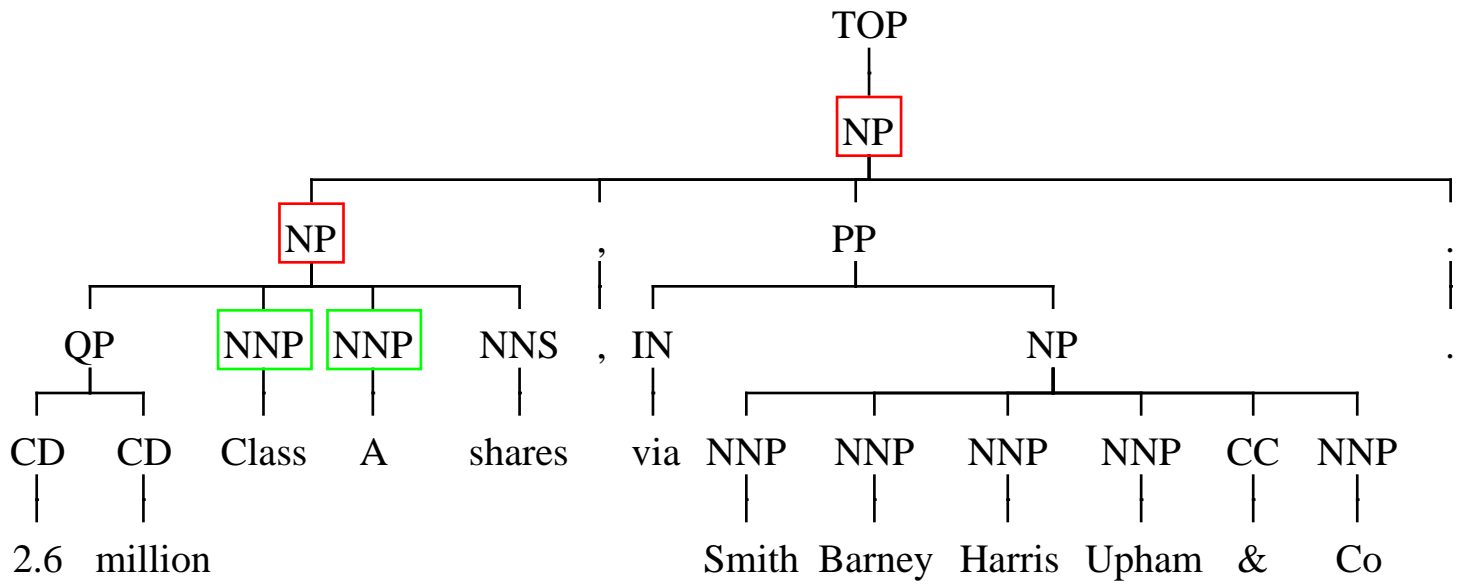 TOP
NP
NP , PP .
QP NNP NNP NNS , IN NP .
CD CD Class A shares via NNP NNP NNP NNP CC NNP
2.6 million Smith Barney Harris Upham & Co